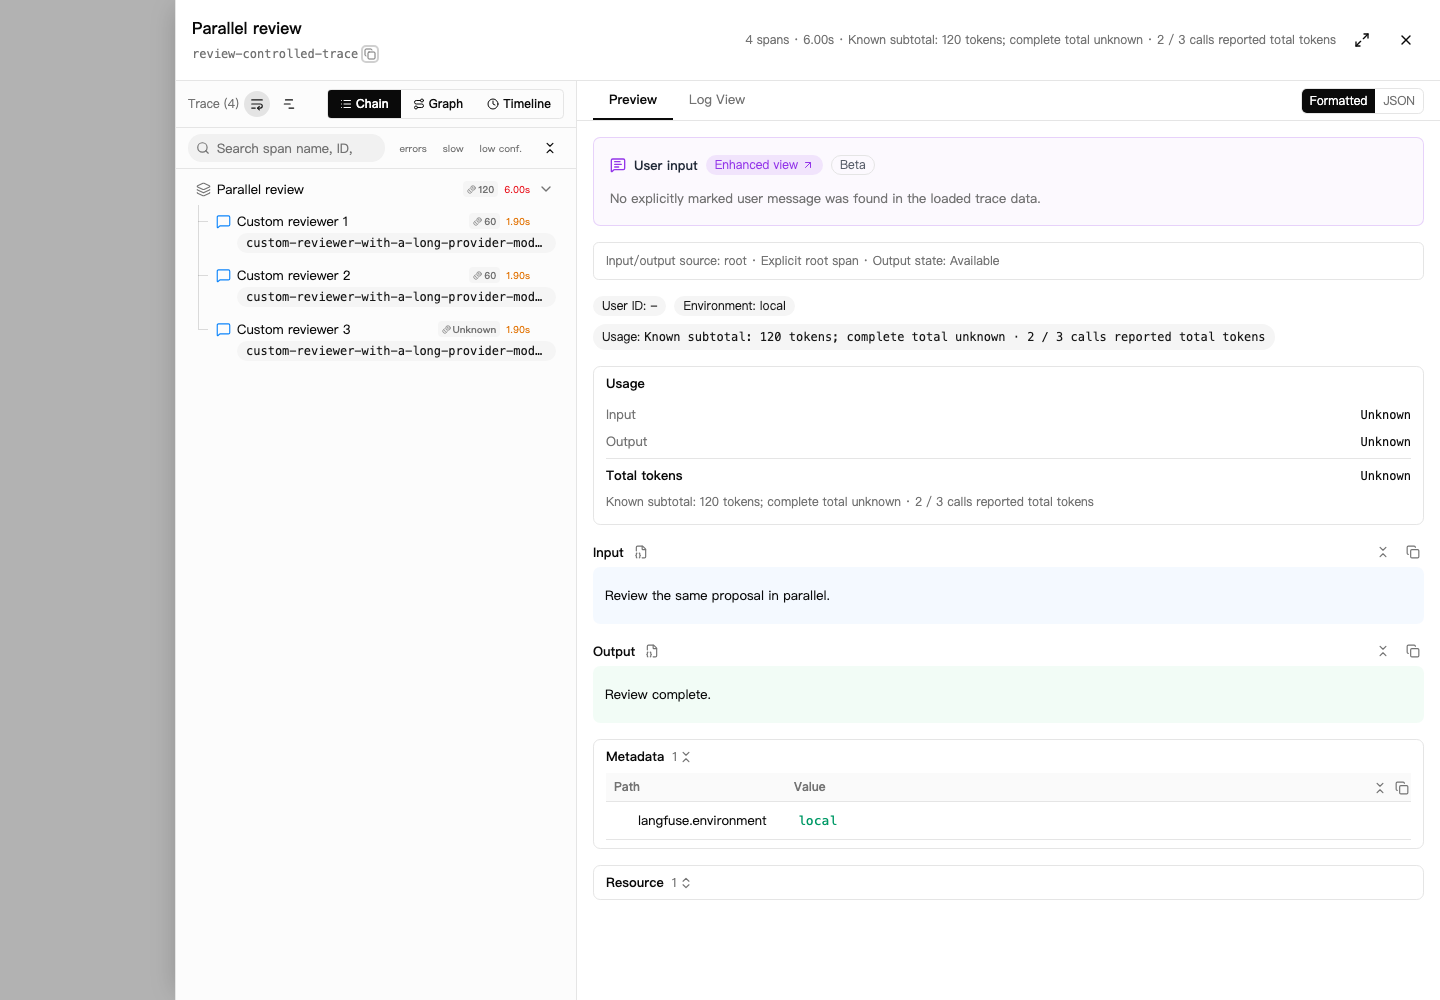 Parallel review
review-controlled-trace
4 spans · 6.00s · Known subtotal: 120 tokens; complete total unknown · 2 / 3 calls reported total tokens
Trace (4)
Chain
Graph
Timeline
Search span name, ID,
errors
slow
low conf.
Parallel review
120
6.00s
Custom reviewer 1
60
1.90s
custom-reviewer-with-a-long-provider-mod…
Custom reviewer 2
60
1.90s
custom-reviewer-with-a-long-provider-mod…
Custom reviewer 3
Unknown
1.90s
custom-reviewer-with-a-long-provider-mod…
Preview
Log View
Formatted
JSON
User input
Enhanced view ↗
Beta
No explicitly marked user message was found in the loaded trace data.
Input/output source: root · Explicit root span · Output state: Available
User ID: –
Environment: local
Usage: Known subtotal: 120 tokens; complete total unknown · 2 / 3 calls reported total tokens
Usage
Input
Unknown
Output
Unknown
Total tokens
Unknown
Known subtotal: 120 tokens; complete total unknown · 2 / 3 calls reported total tokens
Input
Review the same proposal in parallel.
Output
Review complete.
Metadata 1
Path
Value
langfuse.environment
local
Resource 1